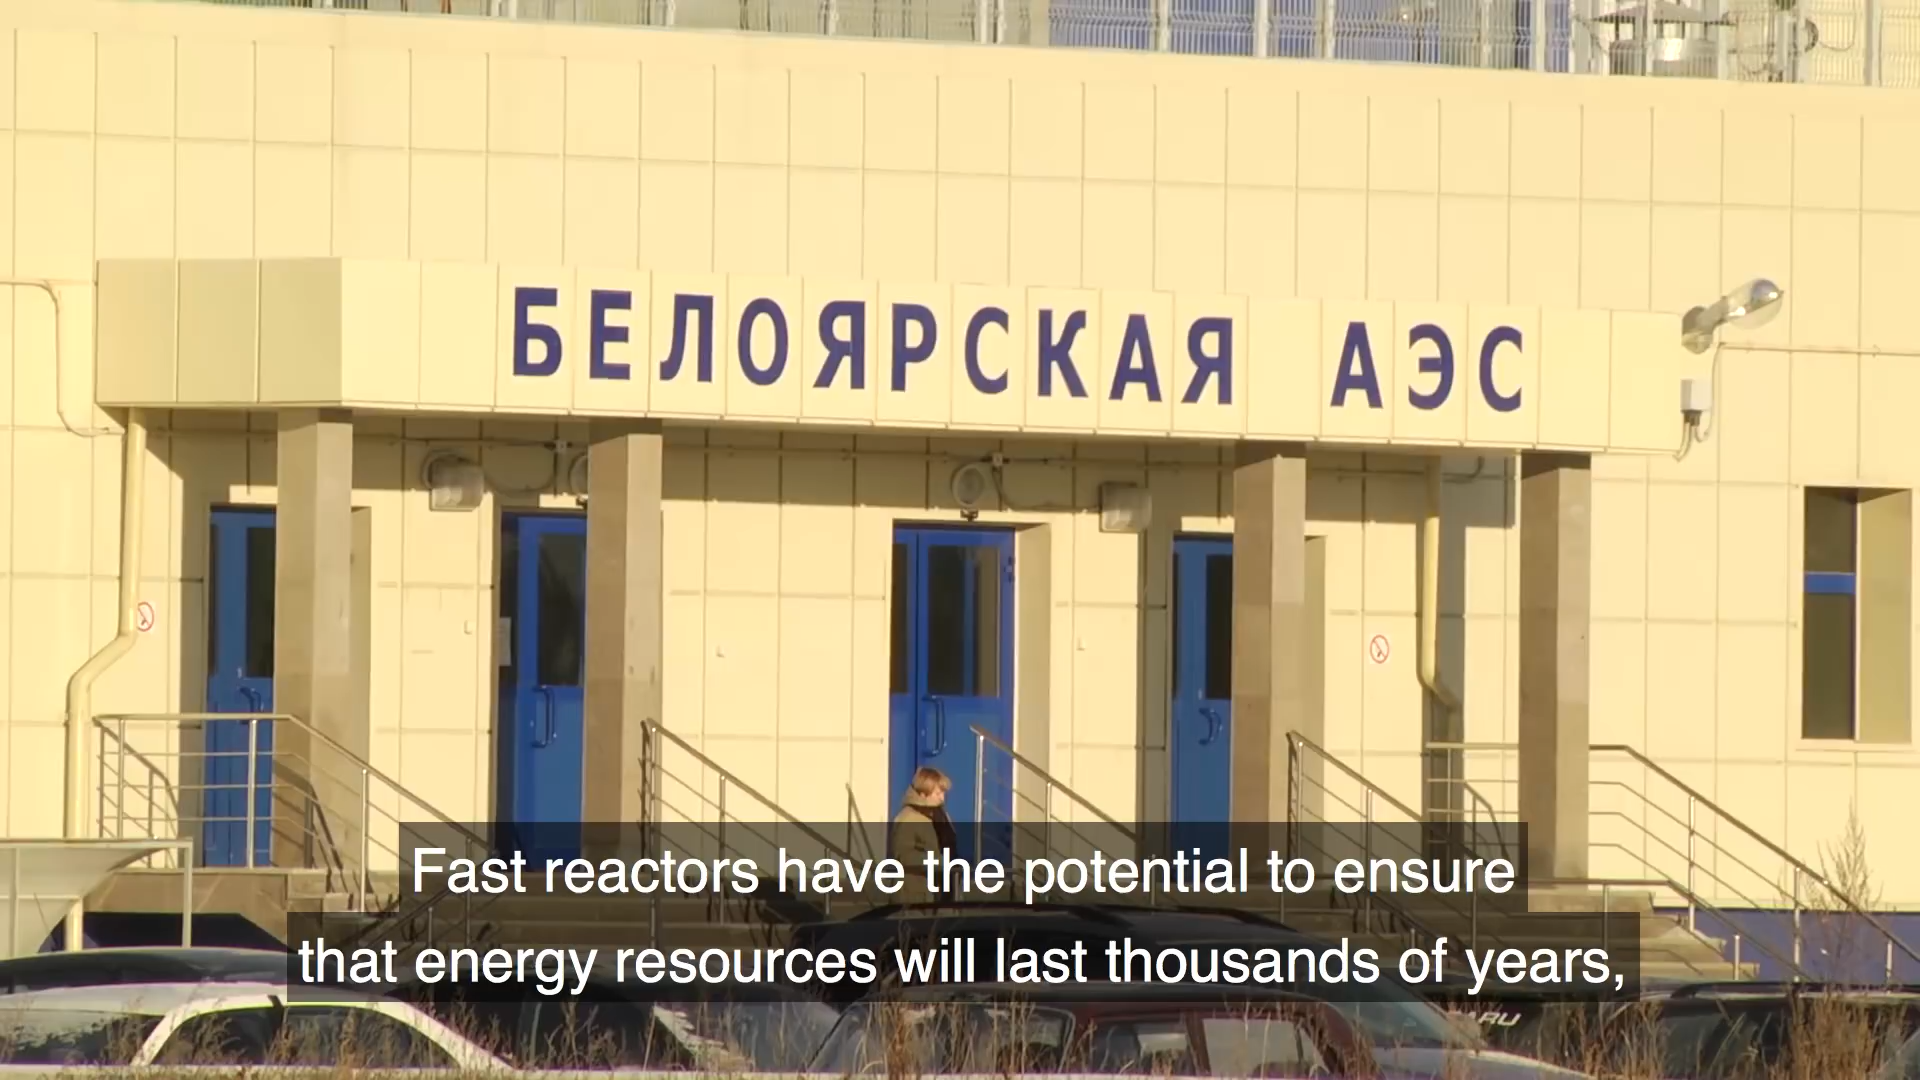 БЕЛОЯРСКАЯ АЭС
Fast reactors have the potential to ensure
that energy resources will last thousands of years,